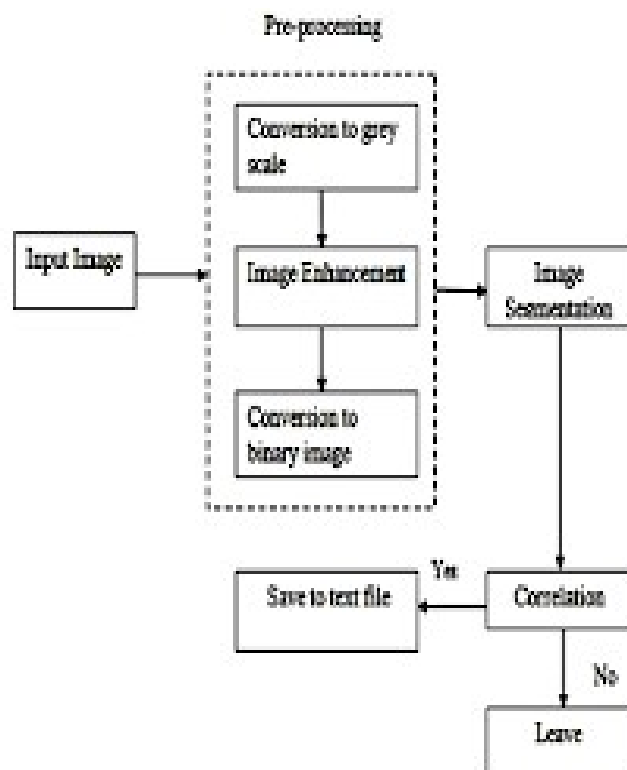 Pre-processing
Conversion to grey
scale
Input Image
Image Enhancement
Image
Segmentation
Conversion to
binary image
Yes
Save to text file
Correlation
No
Leave